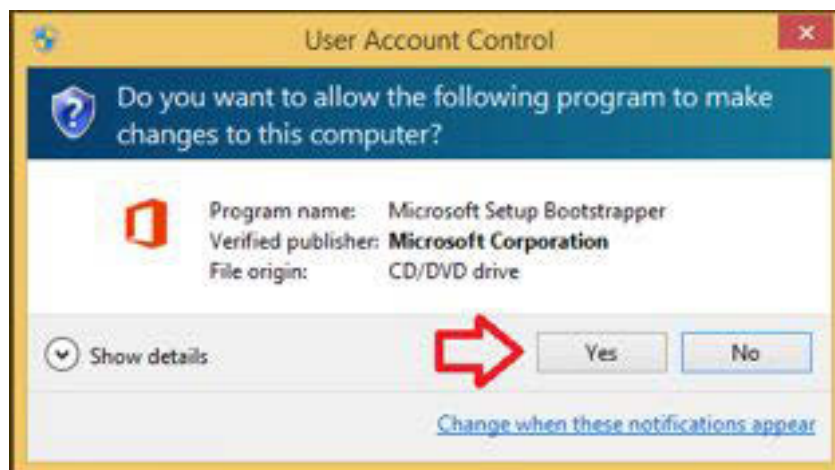 User Account Control
Do you want to allow the following program to make
changes to this computer?
Program name: Microsoft Setup Bootstrapper
Verified publisher: Microsoft Corporation
File origin: CD/DVD drive
Show details Yes No
Change when these notifications appear